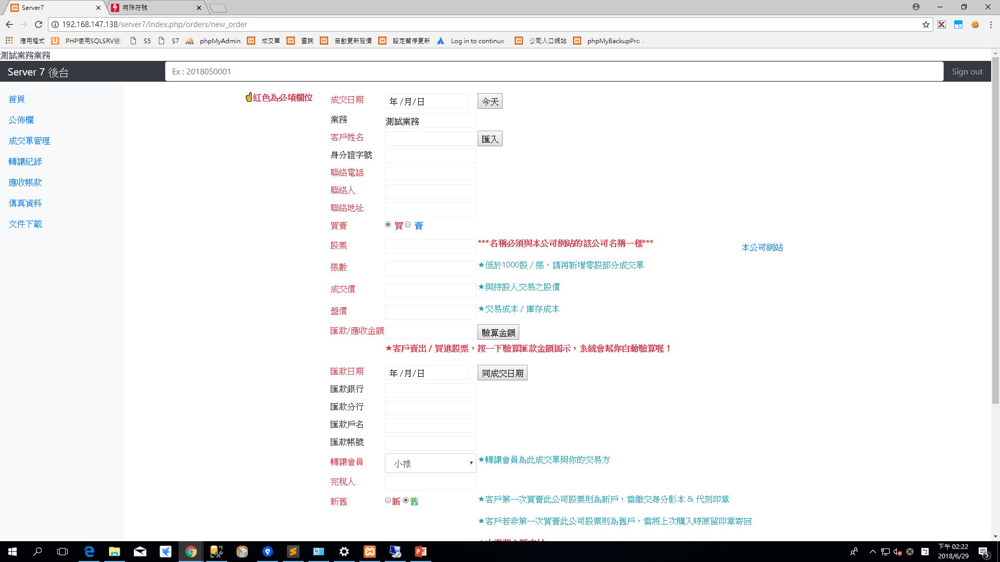 Server7
特殊符號
192.168.147.138/server7/index.php/orders/new_order
應用程式 PHP使用SQLSRV連 S5 S7 phpMyAdmin 成交單 查詢 自動更新股價 設定暫停更新 Log in to continue 公司入口網站 phpMyBackupPro
測試業務業務
Server 7 後台 Ex : 2018050001 Sign out
首頁
公佈欄
成交單管理
轉讓紀錄
應收帳款
傳真資料
文件下載
☝紅色為必填欄位
成交日期 年 /月/日 今天
業務 測試業務
客戶姓名 匯入
身分證字號
聯絡電話
聯絡人
聯絡地址
買賣 買 賣
股票 ***名稱必須與本公司網站的該公司名稱一樣*** 本公司網站
張數 ★低於1000股 / 張，請再新增零股部分成交單
成交價 ★與持股人交易之股價
盤價 ★交易成本 / 庫存成本
匯款/應收金額 驗算金額
★客戶賣出 / 買進股票，按一下驗算匯款金額圖示，系統會幫你自動驗算喔！
匯款日期 年 /月/日 同成交日期
匯款銀行
匯款分行
匯款戶名
匯款帳號
轉讓會員 小祿 ★轉讓會員為此成交單與你的交易方
完稅人
新舊 新 舊 ★客戶第一次買賣此公司股票則為新戶，需繳交身分影本 & 代刻印章
★客戶若非第一次買賣此公司股票則為舊戶，需將上次購入時原留印章寄回
下午 02:22
2018/6/29
5